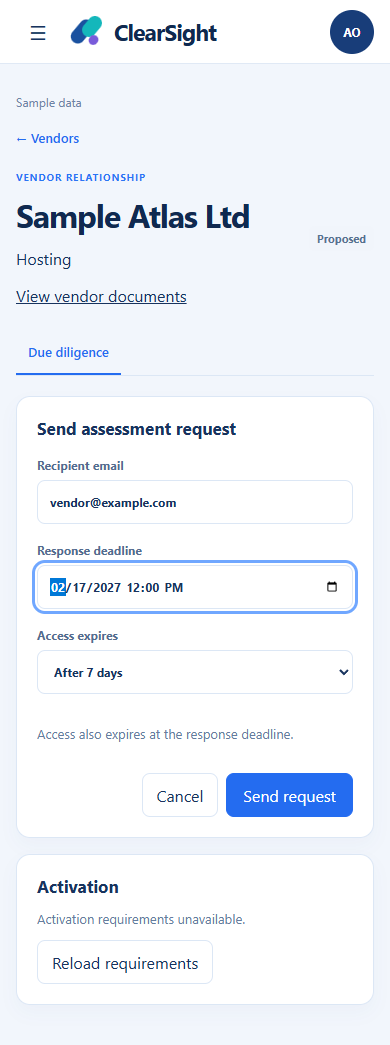 ☰ ClearSight AO
Sample data
← Vendors
VENDOR RELATIONSHIP
Sample Atlas Ltd
Proposed
Hosting
View vendor documents
Due diligence
Send assessment request
Recipient email
vendor@example.com
Response deadline
02/17/2027 12:00 PM
Access expires
After 7 days
Access also expires at the response deadline.
Cancel Send request
Activation
Activation requirements unavailable.
Reload requirements